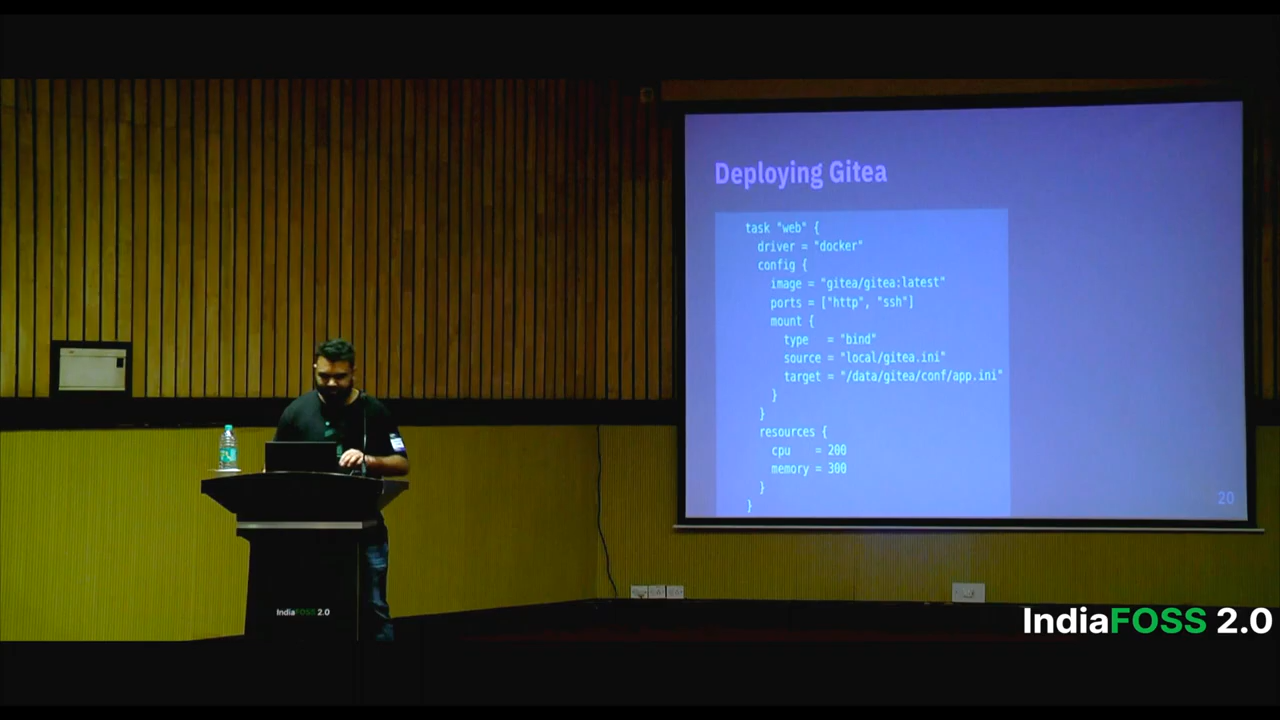 Deploying Gitea
task "web" {
driver = "docker"
config {
image = "gitea/gitea:latest"
ports = ["http", "ssh"]
mount {
type = "bind"
source = "local/gitea.ini"
target = "/data/gitea/conf/app.ini"
}
}
resources {
cpu = 200
memory = 300
}
}
20
IndiaFOSS 2.0
IndiaFOSS 2.0